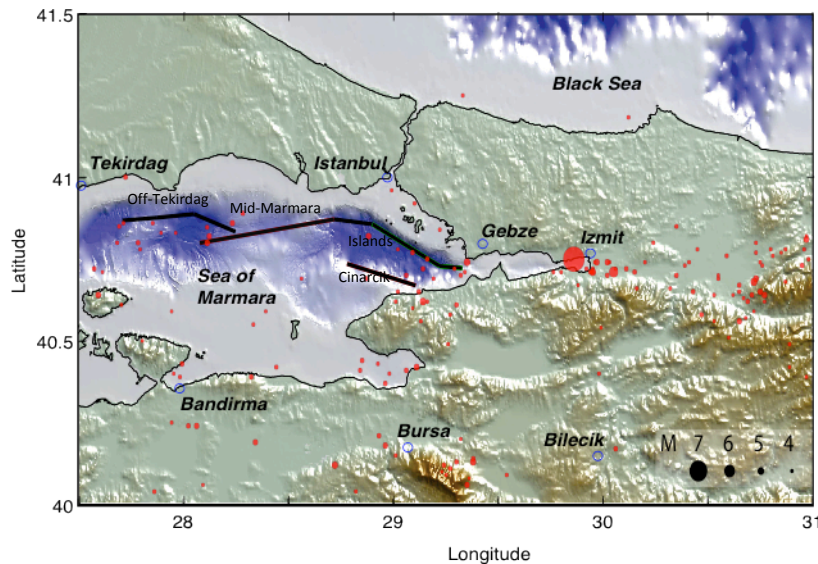 41.5
Black Sea
Tekirdag
Istanbul
41
Off-Tekirdag
Mid-Marmara
Gebze
Izmit
Islands
Latitude
Sea of
Marmara
Cinarcik
40.5
Bandirma
Bursa
Bilecik
M 7 6 5 4
40
28 29 30 31
Longitude